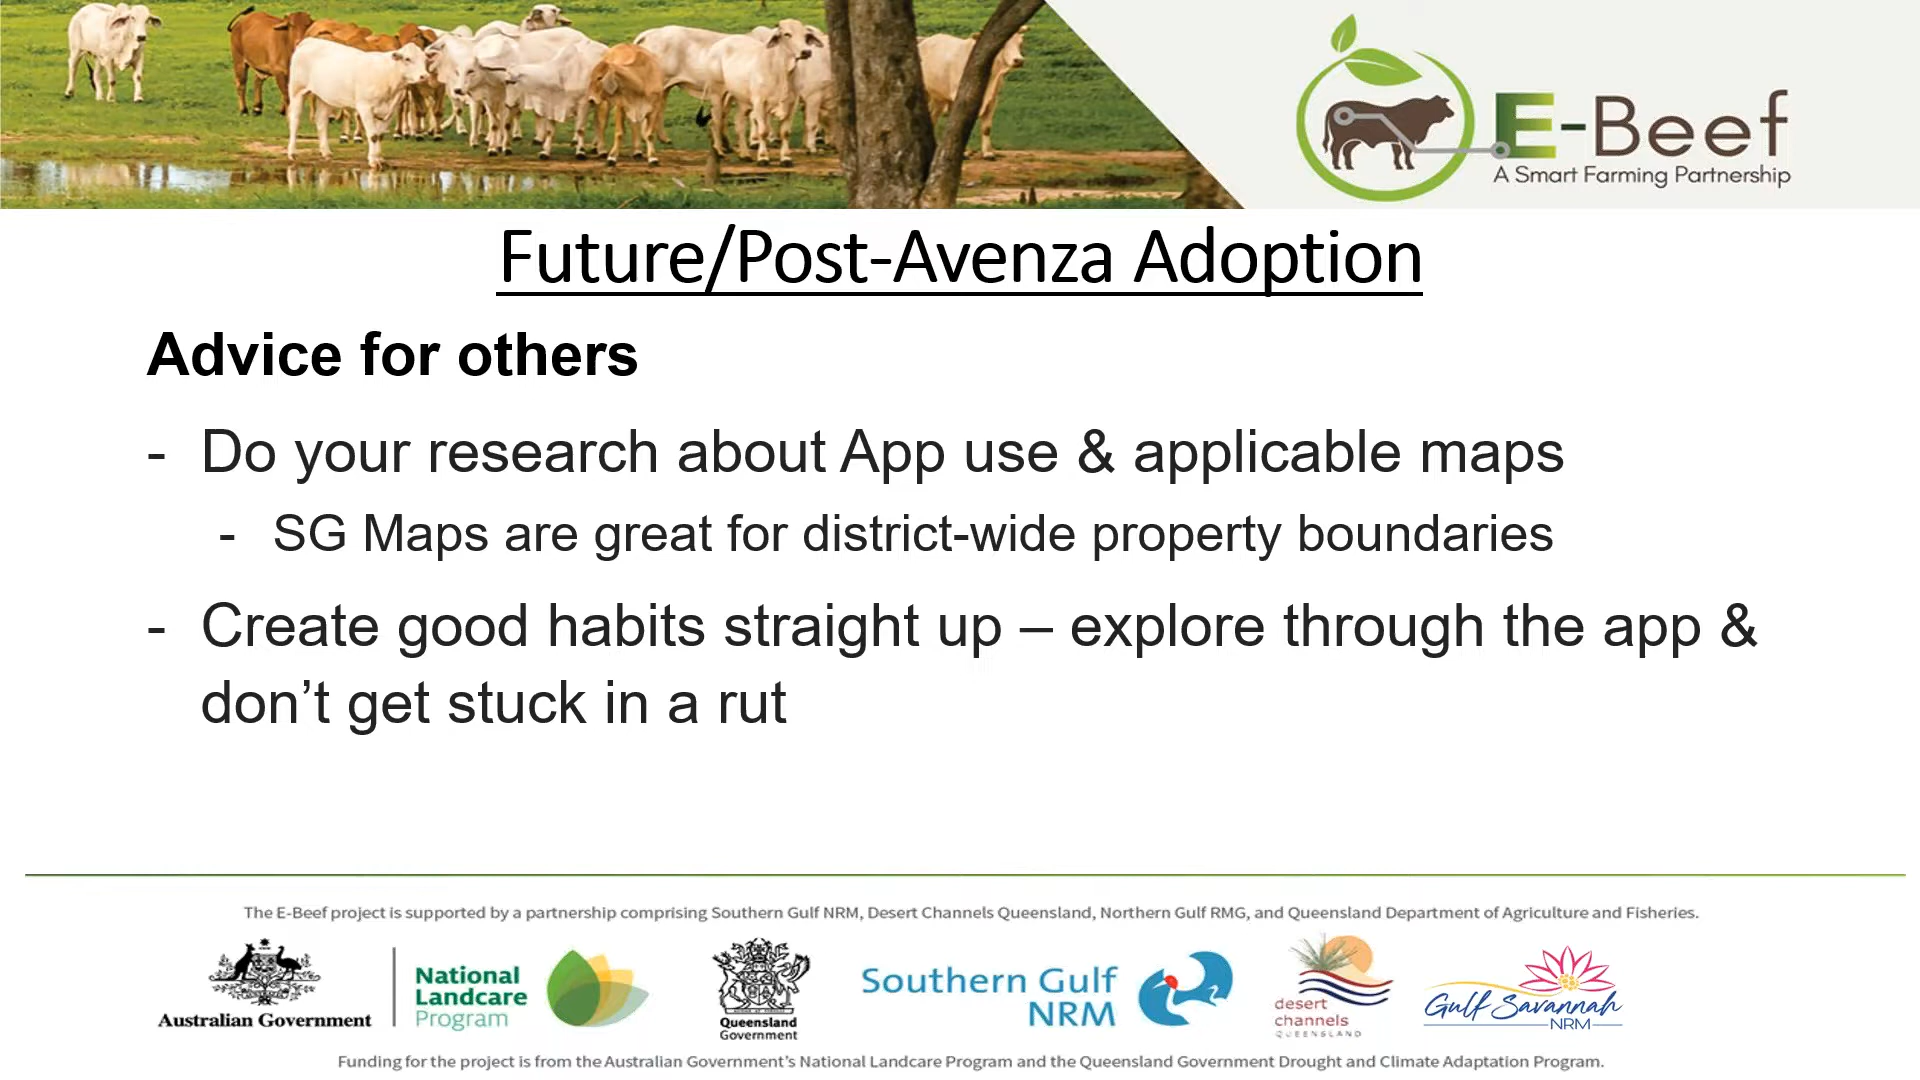 E-Beef
A Smart Farming Partnership
Future/Post-Avenza Adoption
Advice for others
- Do your research about App use & applicable maps
- SG Maps are great for district-wide property boundaries
- Create good habits straight up – explore through the app &
don’t get stuck in a rut
The E-Beef project is supported by a partnership comprising Southern Gulf NRM, Desert Channels Queensland, Northern Gulf RMG, and Queensland Department of Agriculture and Fisheries.
Australian Government
National
Landcare
Program
Queensland
Government
Southern Gulf
NRM
desert
channels
QUEENSLAND
Gulf Savannah
NRM
Funding for the project is from the Australian Government’s National Landcare Program and the Queensland Government Drought and Climate Adaptation Program.